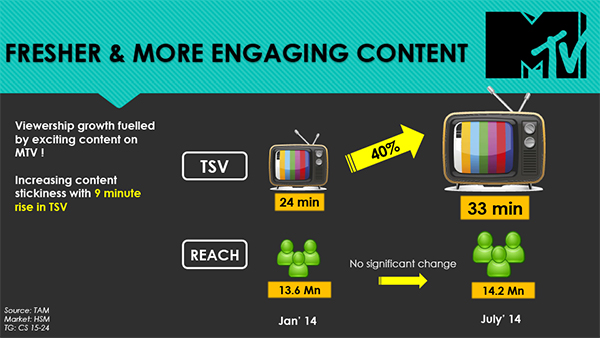 FRESHER & MORE ENGAGING CONTENT
MTV
Viewership growth fuelled
by exciting content on
MTV !
Increasing content
stickiness with 9 minute
rise in TSV
TSV
24 min
40%
33 min
REACH
13.6 Mn
No significant change
14.2 Mn
Jan' 14
July' 14
Source: TAM
Market: HSM
TG: CS 15-24